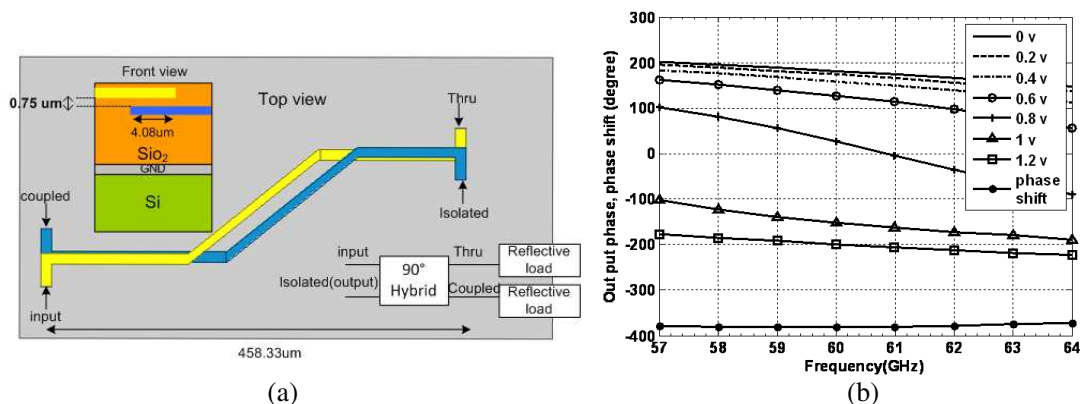 Front view
Top view
0.75 um
4.08um
Sio2
GND
Si
Thru
coupled
Isolated
input
input
Isolated(output)
90°
Hybrid
Thru
Coupled
Reflective
load
Reflective
load
458.33um
(a)
300
200
100
0
-100
-200
-300
-400
Out put phase, phase shift (degree)
57 58 59 60 61 62 63 64
Frequency(GHz)
0 v
0.2 v
0.4 v
0.6 v
0.8 v
1 v
1.2 v
phase
shift
(b)